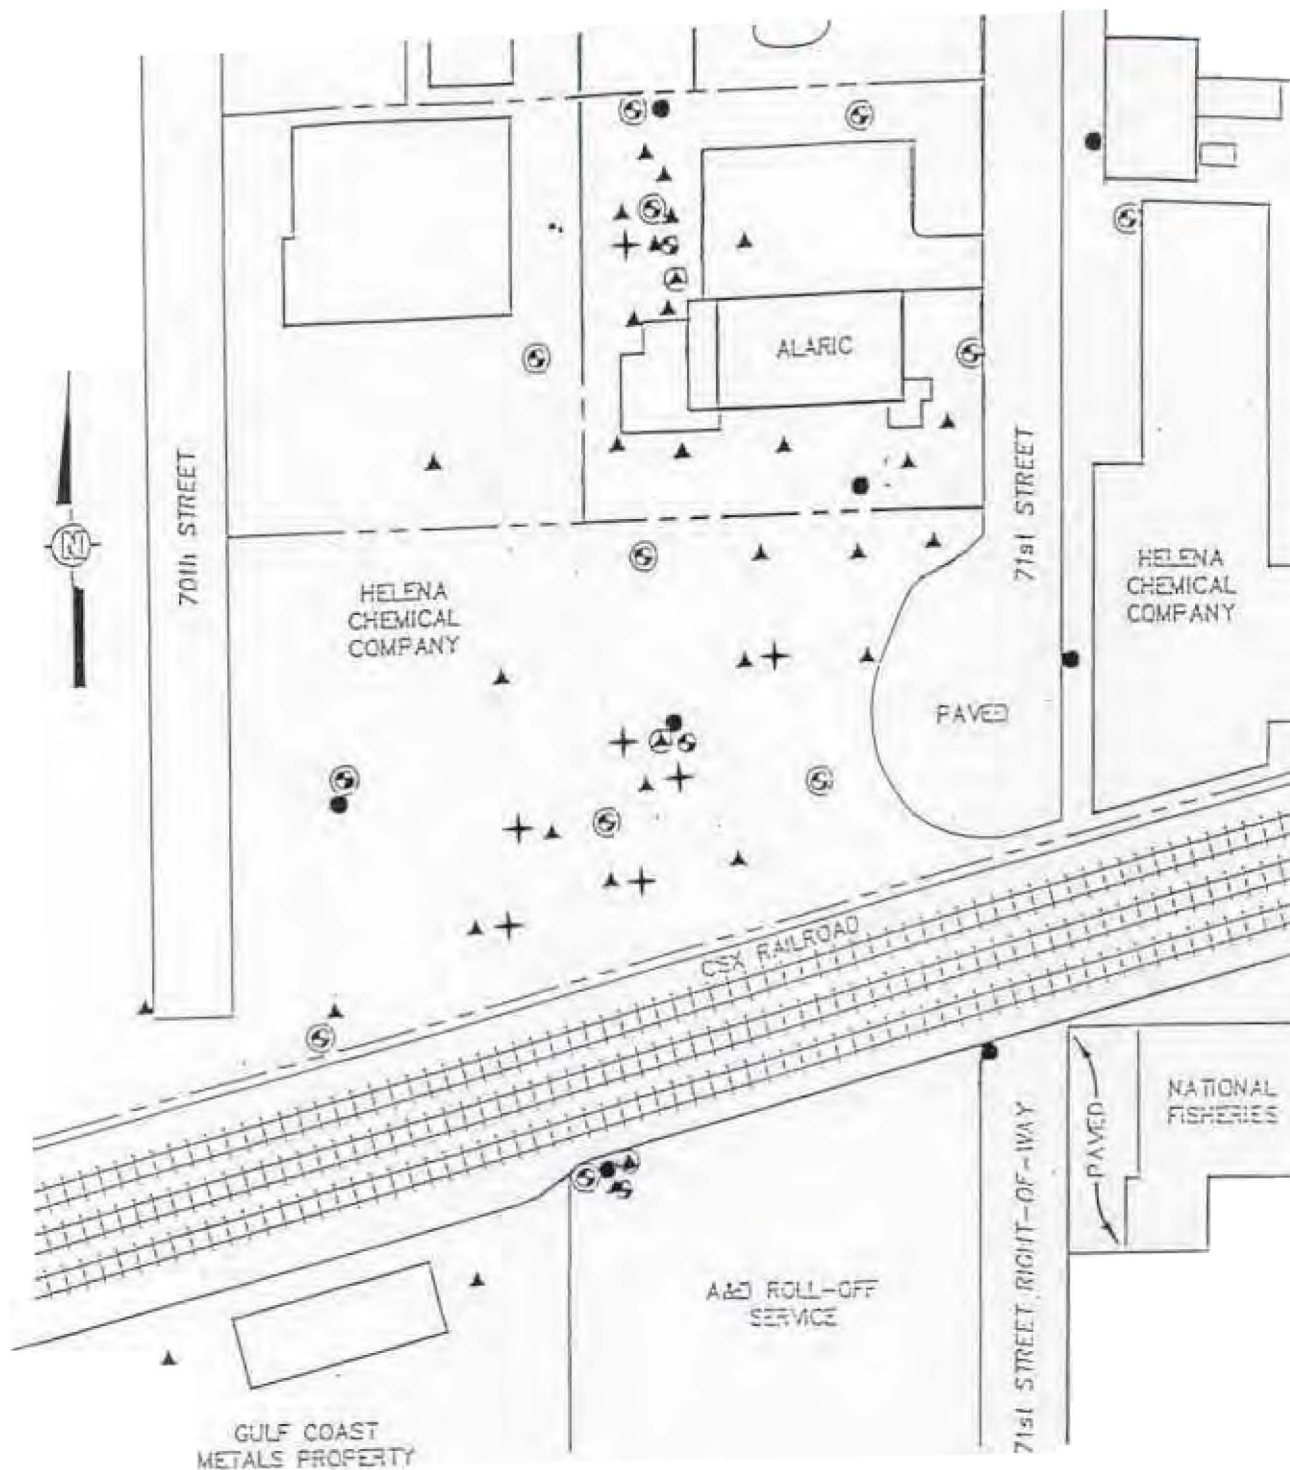 ALARIC
70th STREET
71st STREET
HELENA
CHEMICAL
COMPANY
HELENA
CHEMICAL
COMPANY
PAVED
CSX RAILROAD
NATIONAL
FISHERIES
PAVED
71st STREET RIGHT-OF-WAY
A&D ROLL-OFF
SERVICE
GULF COAST
METALS PROPERTY
N